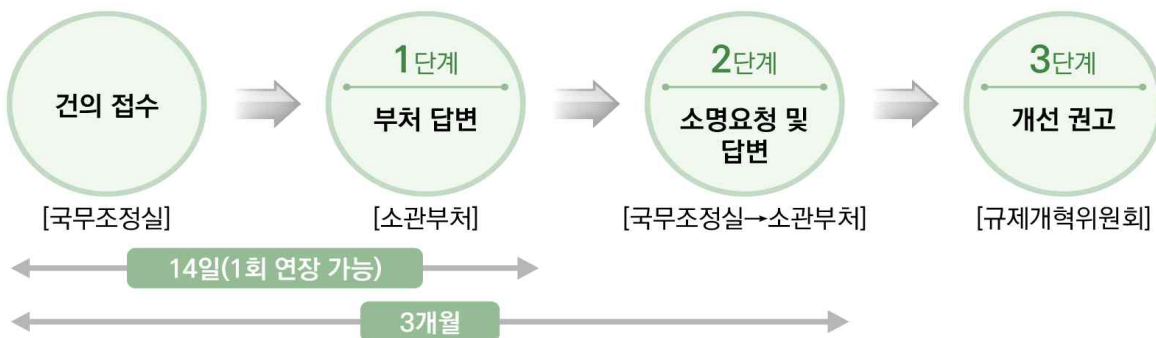 건의 접수
[국무조정실]
1단계
부처 답변
[소관부처]
2단계
소명요청 및
답변
[국무조정실→소관부처]
3단계
개선 권고
[규제개혁위원회]
14일(1회 연장 가능)
3개월